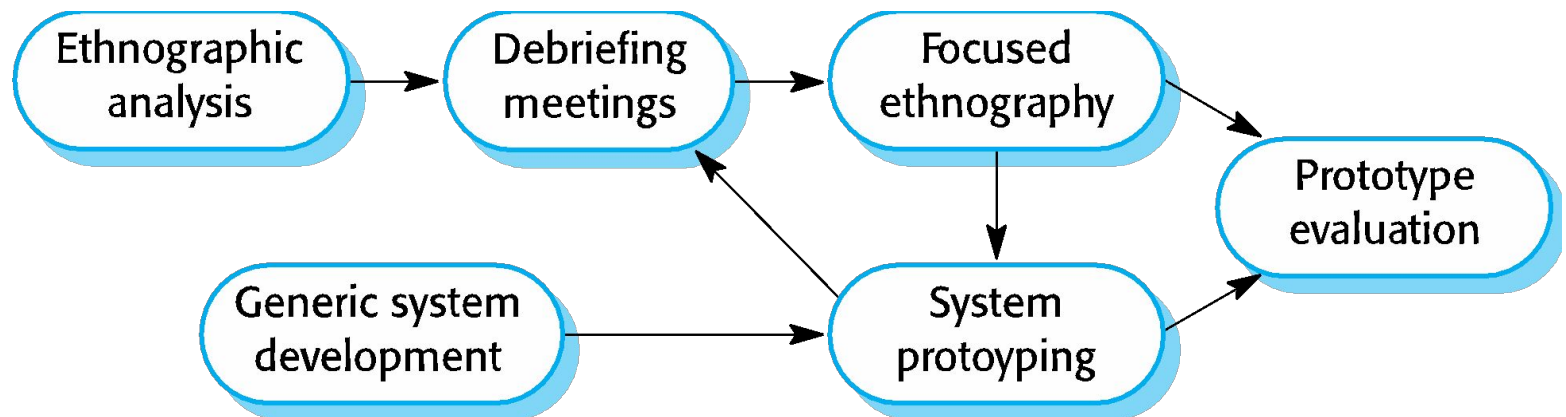 Ethnographic
analysis
Debriefing
meetings
Focused
ethnography
Prototype
evaluation
Generic system
development
System
protoyping